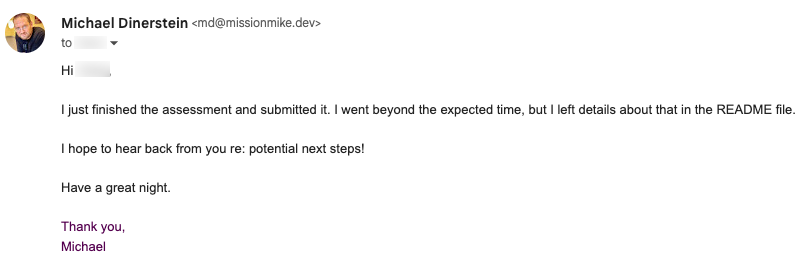 Michael Dinerstein <md@missionmike.dev>
to
Hi ,
I just finished the assessment and submitted it. I went beyond the expected time, but I left details about that in the README file.
I hope to hear back from you re: potential next steps!
Have a great night.
Thank you,
Michael